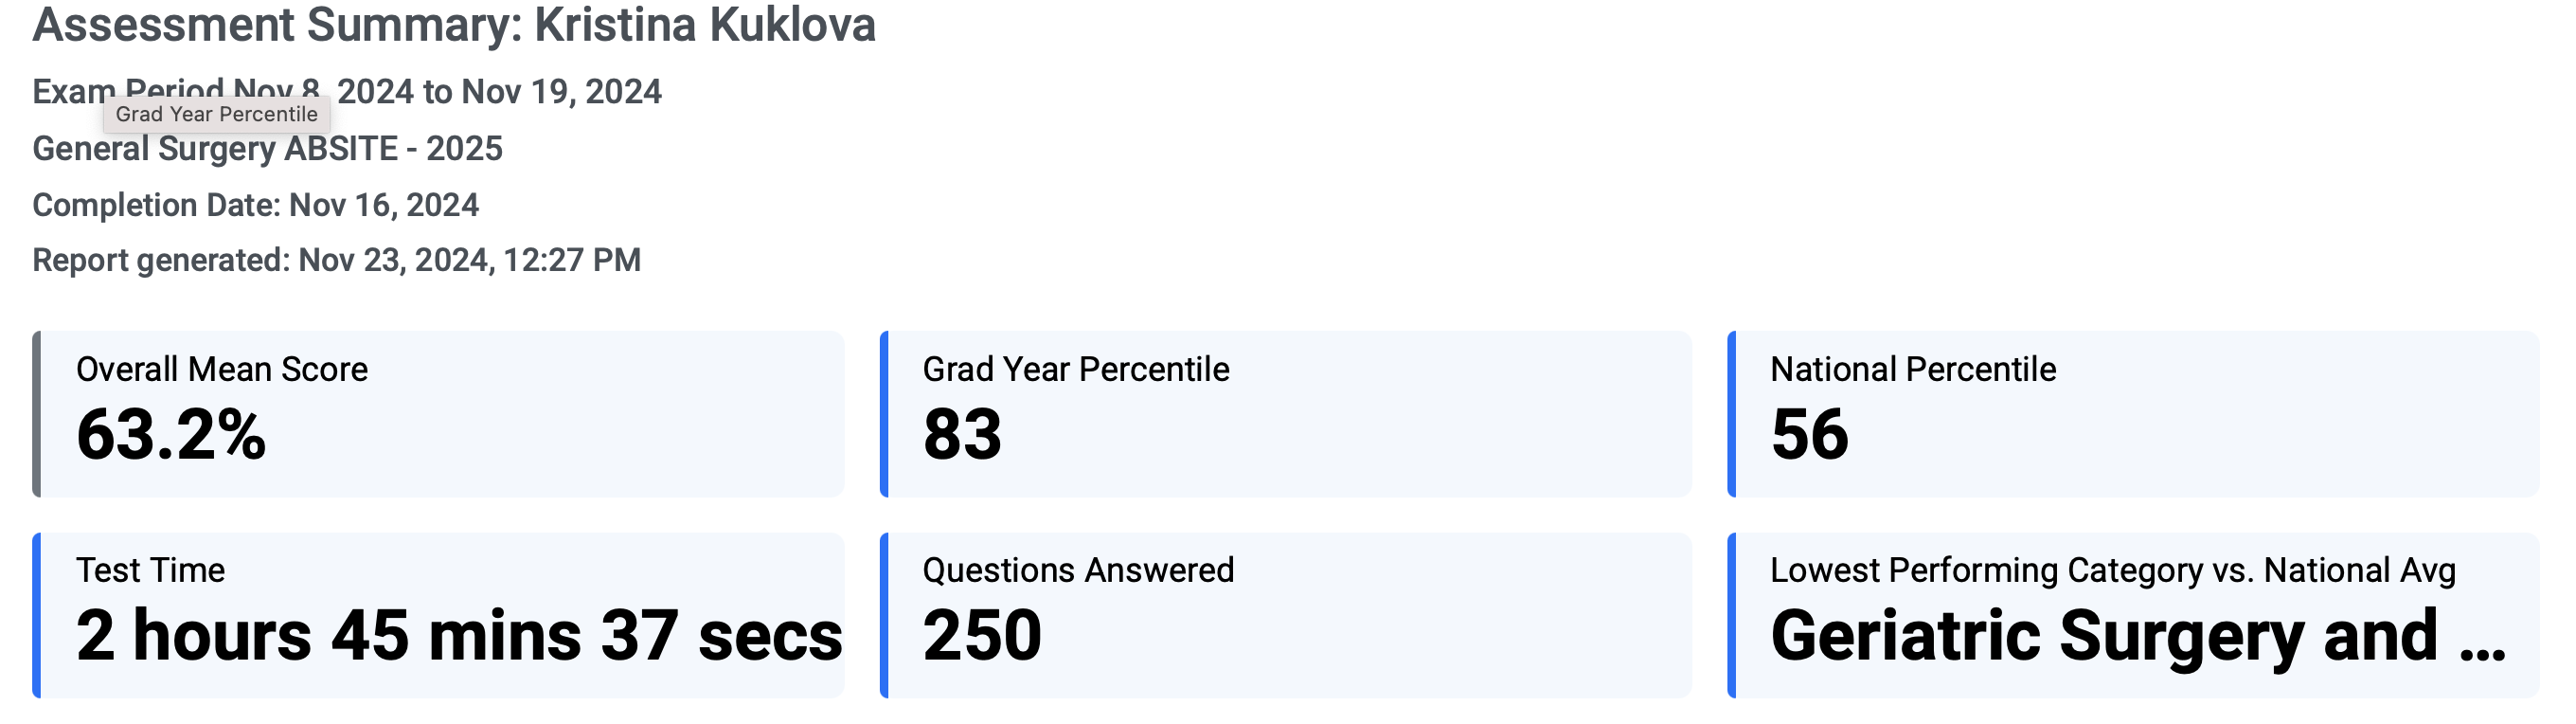 Assessment Summary: Kristina Kuklova
Exam Period Nov 8, 2024 to Nov 19, 2024
Grad Year Percentile
General Surgery ABSITE - 2025
Completion Date: Nov 16, 2024
Report generated: Nov 23, 2024, 12:27 PM
Overall Mean Score
63.2%
Grad Year Percentile
83
National Percentile
56
Test Time
2 hours 45 mins 37 secs
Questions Answered
250
Lowest Performing Category vs. National Avg
Geriatric Surgery and ...